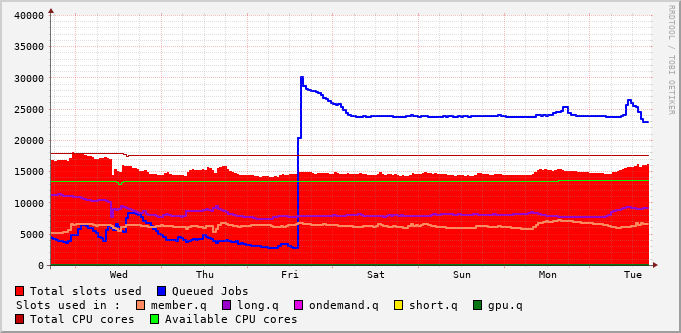 40000
35000
30000
25000
20000
15000
10000
5000
0
Wed Thu Fri Sat Sun Mon Tue
RRDTOOL / TOBI OETIKER
Total slots used Queued Jobs
Slots used in : member.q long.q ondemand.q short.q gpu.q
Total CPU cores Available CPU cores